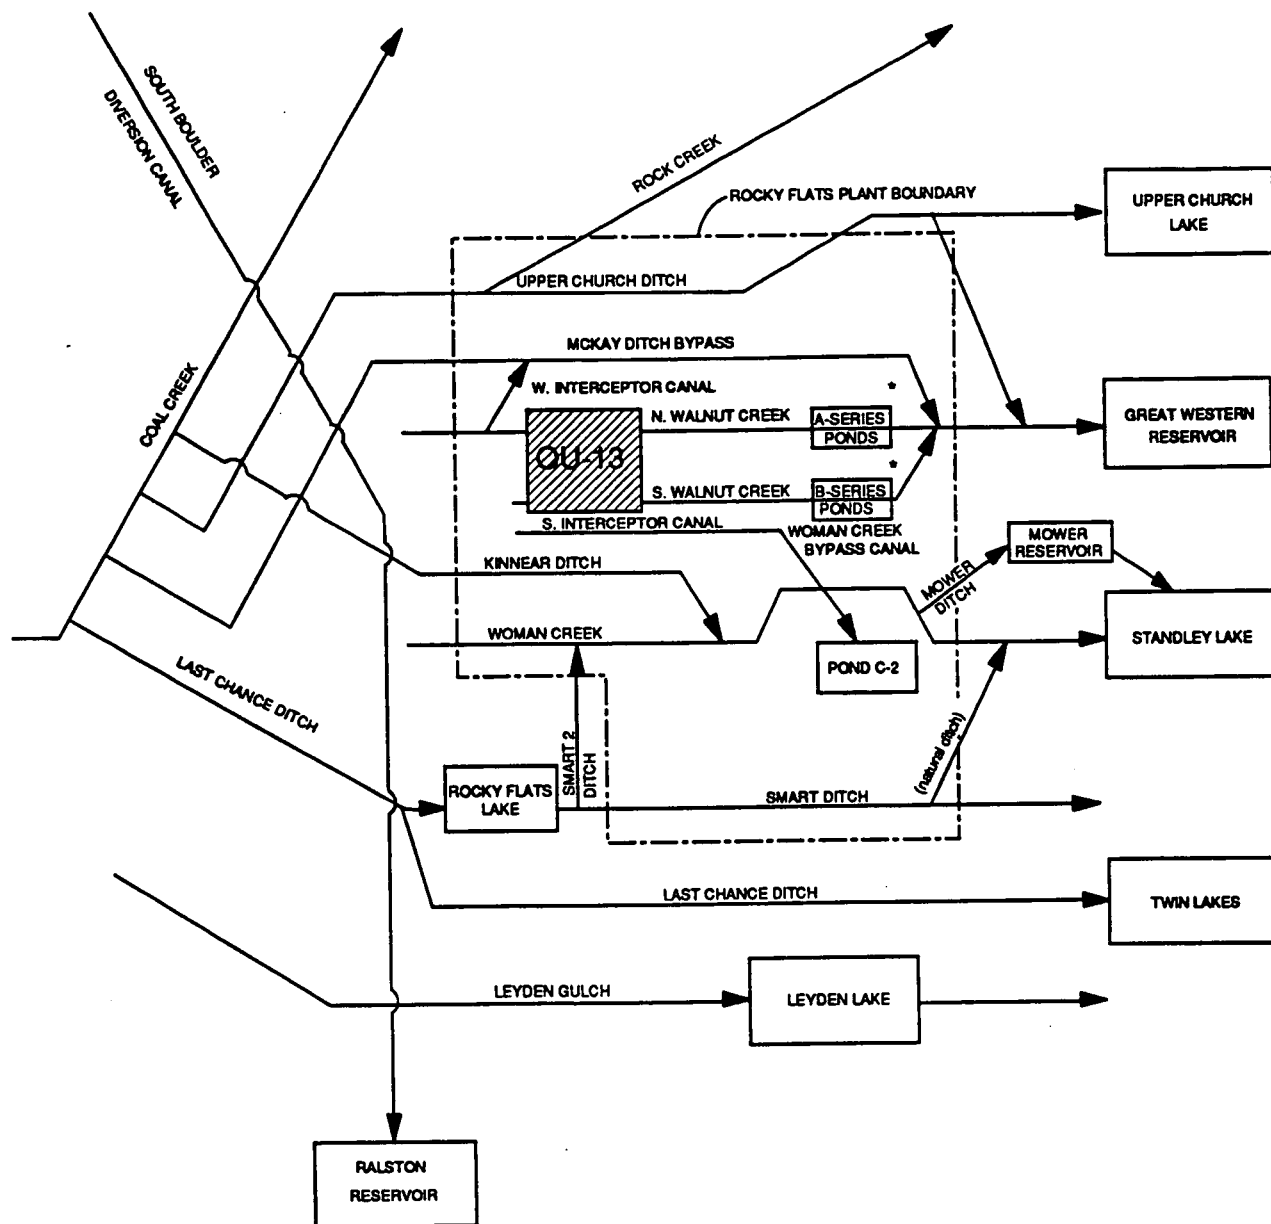 SOUTH BOULDER
DIVERSION CANAL
ROCK CREEK
ROCKY FLATS PLANT BOUNDARY
UPPER CHURCH
LAKE
UPPER CHURCH DITCH
MCKAY DITCH BYPASS
COAL CREEK
W. INTERCEPTOR CANAL
*
N. WALNUT CREEK
A-SERIES
PONDS
GREAT WESTERN
RESERVOIR
OU-13
*
S. WALNUT CREEK
B-SERIES
PONDS
S. INTERCEPTOR CANAL
WOMAN CREEK
BYPASS CANAL
MOWER
RESERVOIR
KINNEAR DITCH
MOWER
DITCH
WOMAN CREEK
STANDLEY LAKE
POND C-2
LAST CHANCE DITCH
SMART 2
DITCH
(natural ditch)
ROCKY FLATS
LAKE
SMART DITCH
LAST CHANCE DITCH
TWIN LAKES
LEYDEN GULCH
LEYDEN LAKE
RALSTON
RESERVOIR